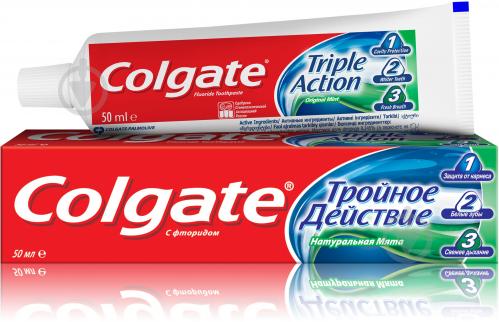 Colgate®
Fluoride Toothpaste
50 ml e
COLGATE-PALMOLIVE
Triple
Action
Original Mint
1
Cavity Protection
2
Whiter Teeth
3
Fresh Breath
Active Ingredients/
Colgate®
С фторидом
50 мл e
Тройное
Действие
Натуральная Мята
1
Защита от кариеса
2
Белые зубы
3
Свежее дыхание